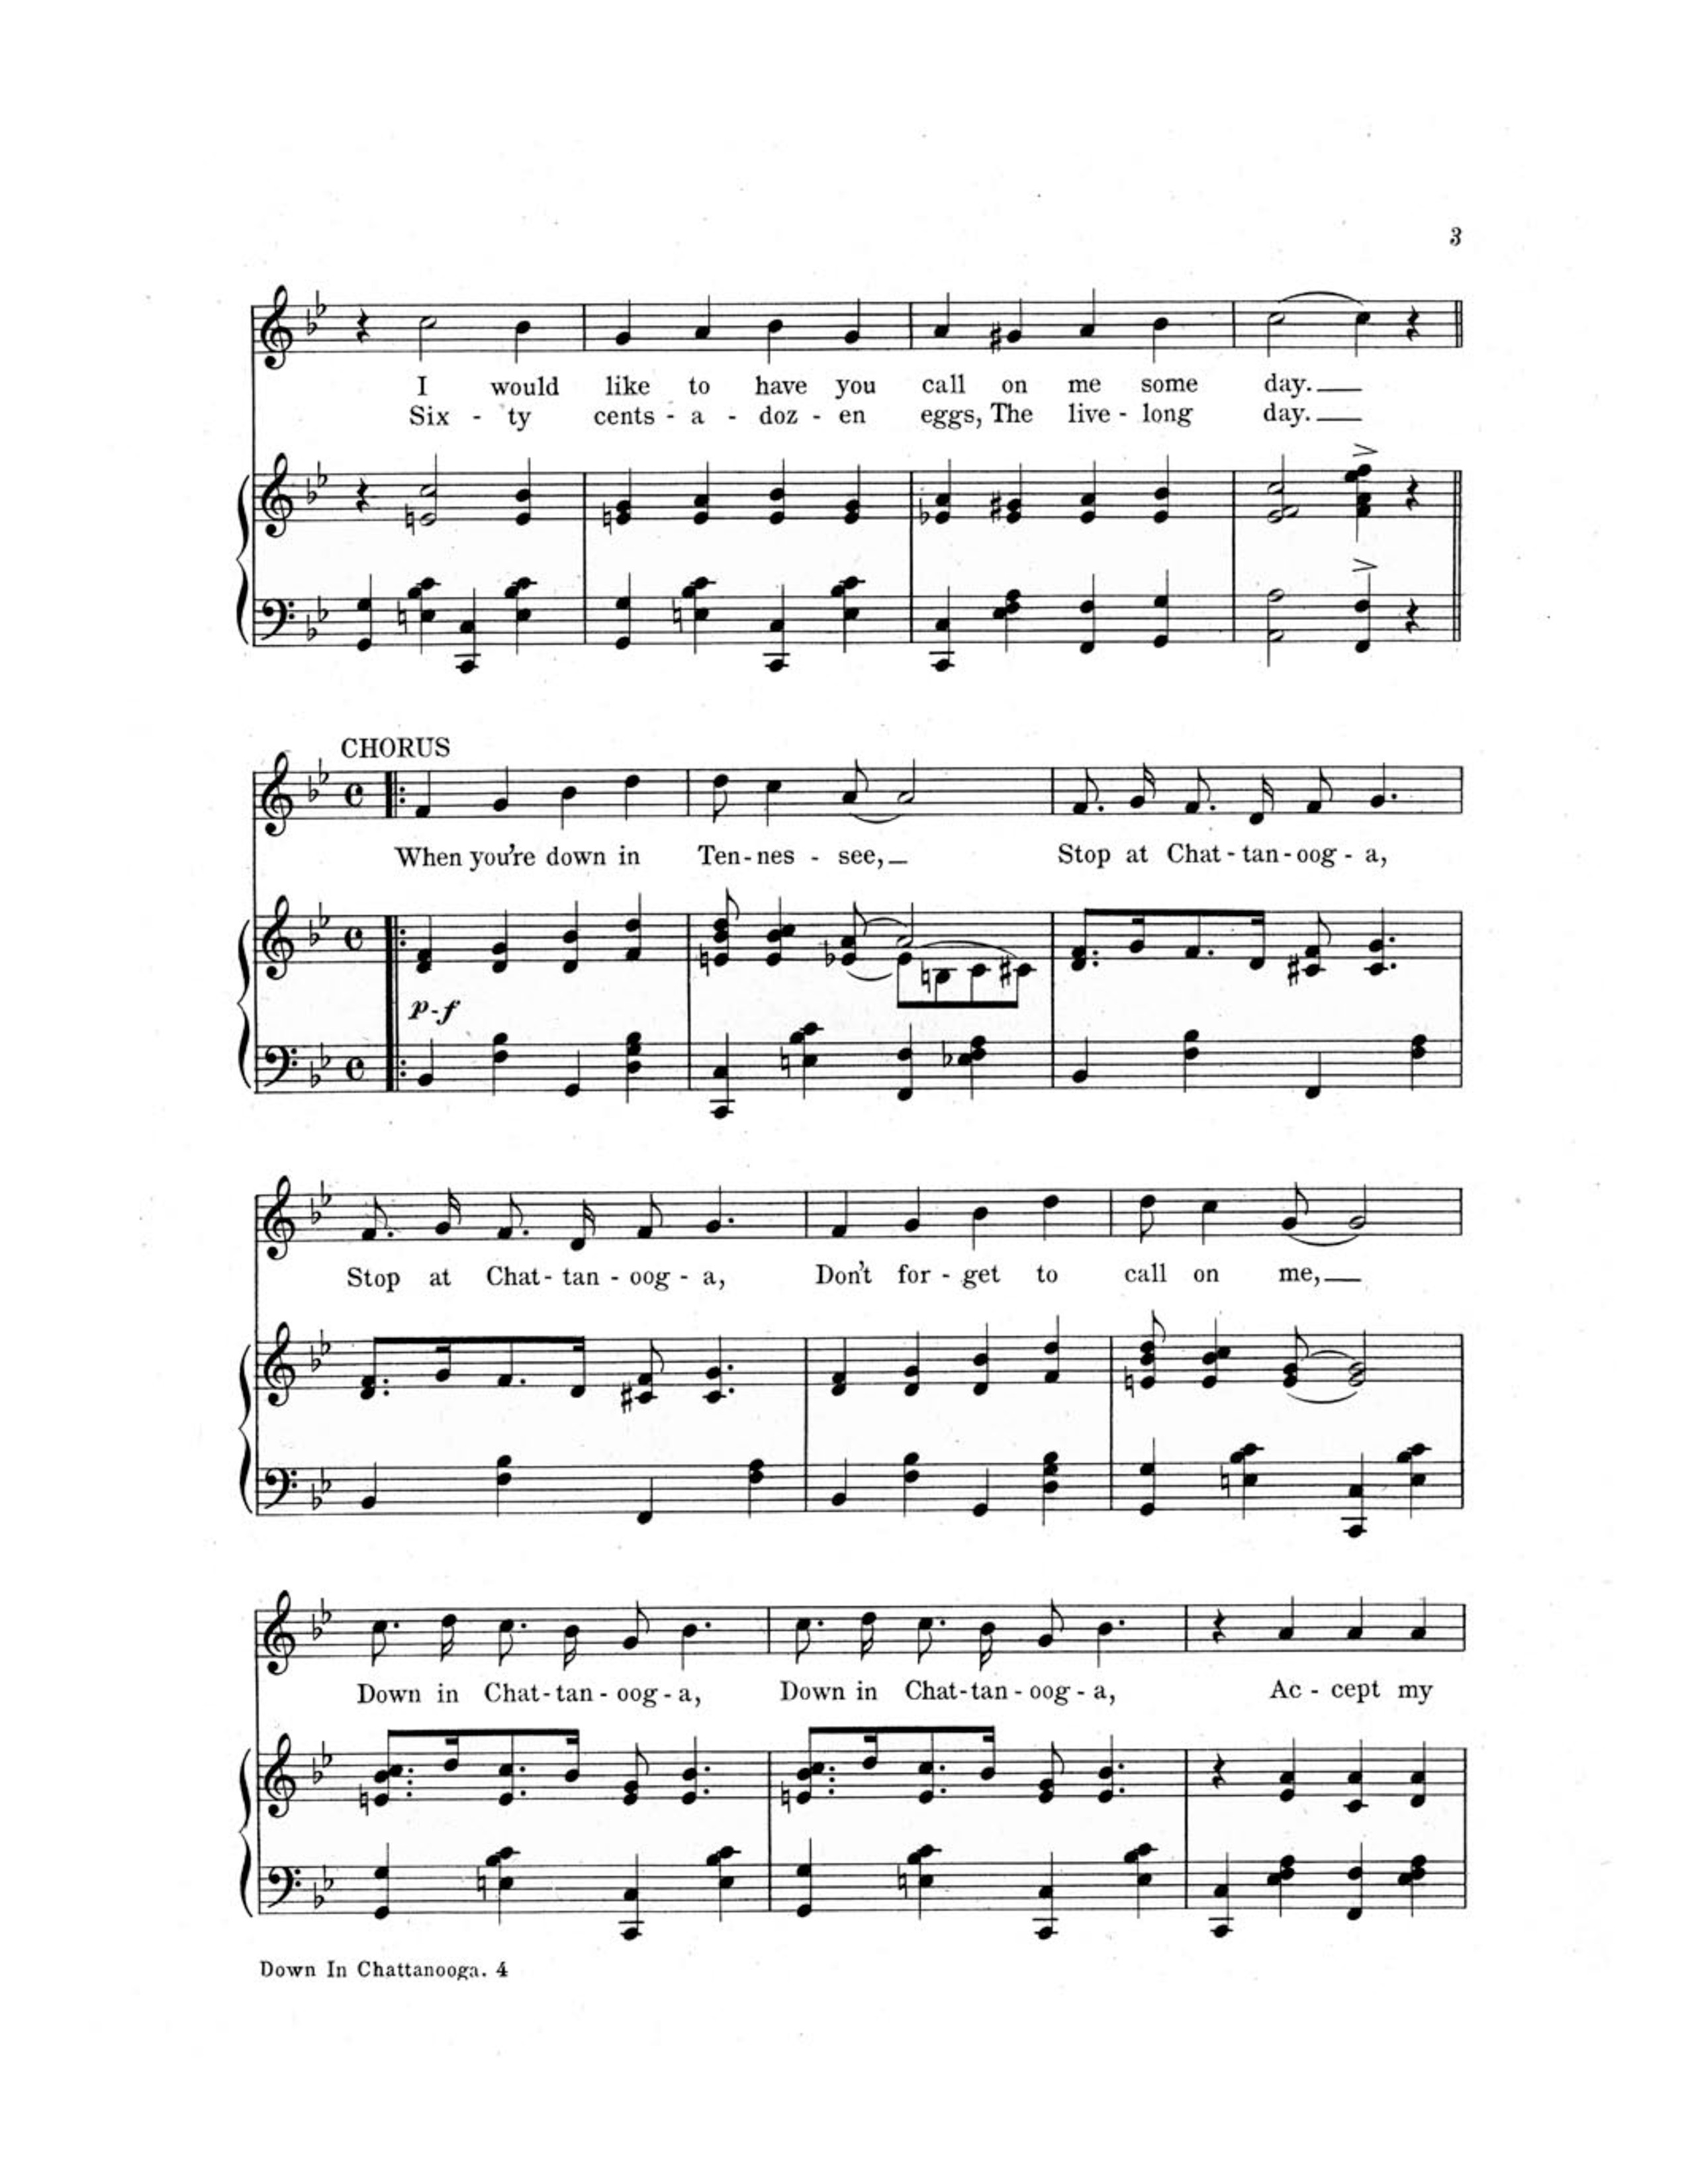 3
I would like to have you call on me some day.
Six - ty cents - a - doz - en eggs, The live - long day.
CHORUS
When you're down in Ten - nes - see, Stop at Chat - tan - oog - a,
p-f
Stop at Chat - tan - oog - a, Don't for - get to call on me,
Down in Chat - tan - oog - a, Down in Chat - tan - oog - a, Ac - cept my
Down In Chattanooga. 4